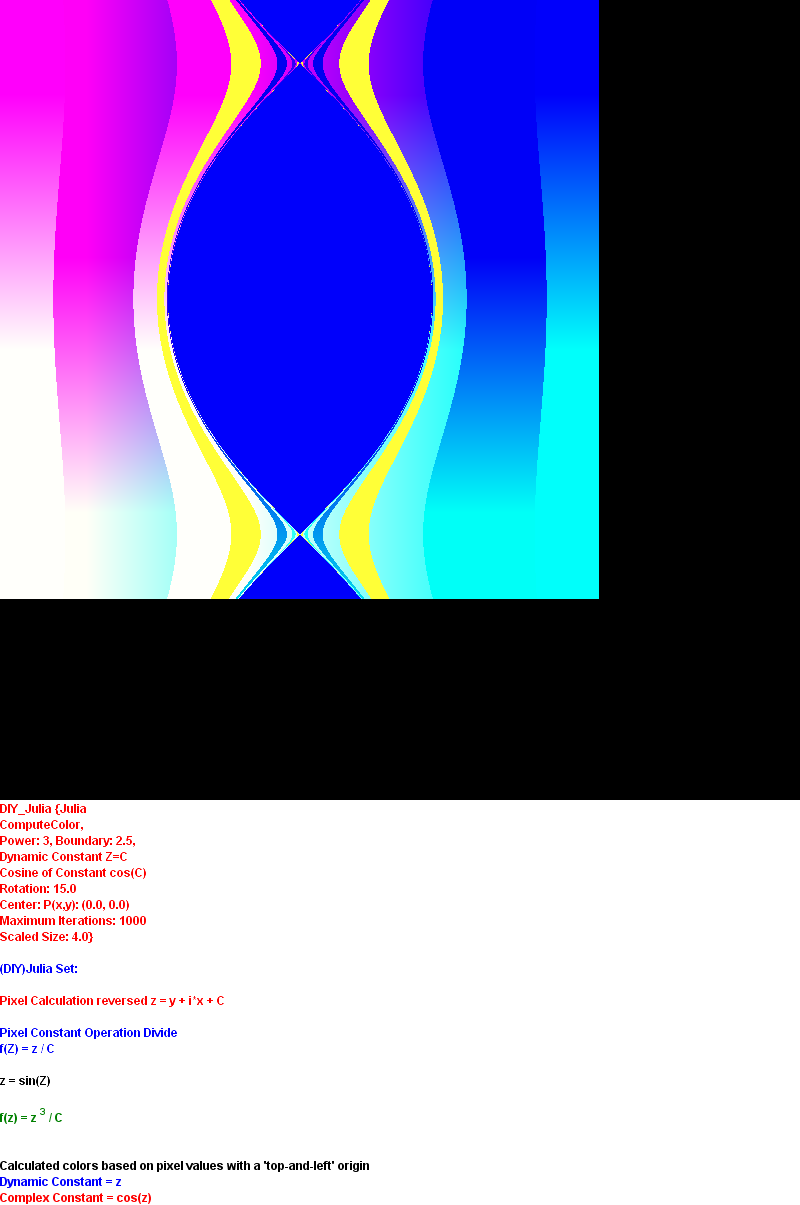 DIY_Julia {Julia
ComputeColor,
Power: 3, Boundary: 2.5,
Dynamic Constant Z=C
Cosine of Constant cos(C)
Rotation: 15.0
Center: P(x,y): (0.0, 0.0)
Maximum Iterations: 1000
Scaled Size: 4.0}
(DIY)Julia Set:
Pixel Calculation reversed z = y + i*x + C
Pixel Constant Operation Divide
f(Z) = z / C
z = sin(Z)
f(z) = z ³ / C
Calculated colors based on pixel values with a 'top-and-left' origin
Dynamic Constant = z
Complex Constant = cos(z)